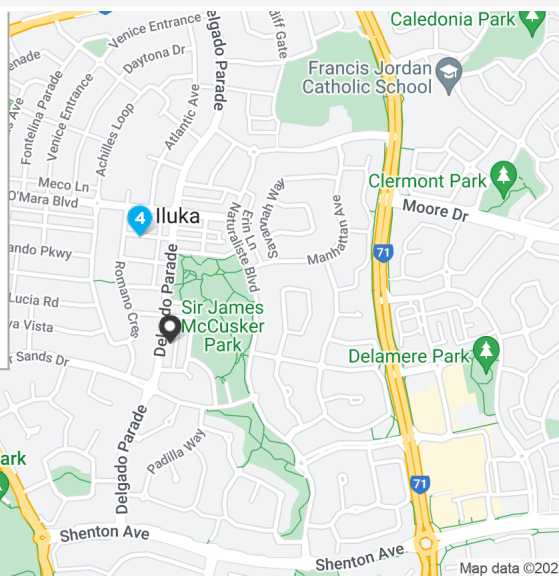 Caledonia Park
Venice Entrance
Daytona Dr
Delgado Parade
Francis Jordan
Catholic School
Fontelina Parade
Venice Entrance
Achilles Loop
Atlantic Ave
Clermont Park
Meco Ln
O'Mara Blvd
4
Iluka
Erin Ln
Savannah Way
Naturaliste Blvd
Manhattan Ave
Moore Dr
71
Romano Cres
Delgado Parade
Lucia Rd
Sir James
McCusker
Park
Delamere Park
Sands Dr
Delgado Parade
Padilla Way
71
Shenton Ave
Shenton Ave
Map data ©202